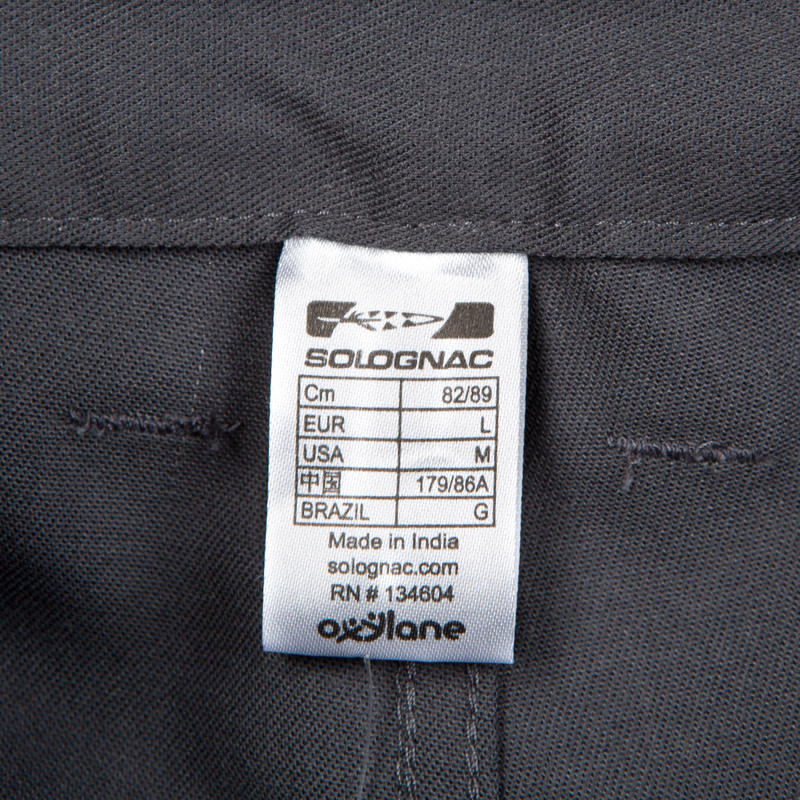 SOLOGNAC
Cm 82/89
EUR L
USA M
中国 179/86A
BRAZIL G
Made in India
solognac.com
RN # 134604
oxylane